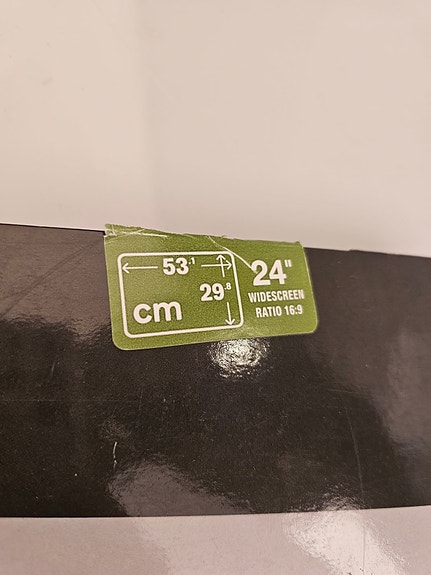 53.1
29.8
cm
24"
WIDESCREEN
RATIO 16:9